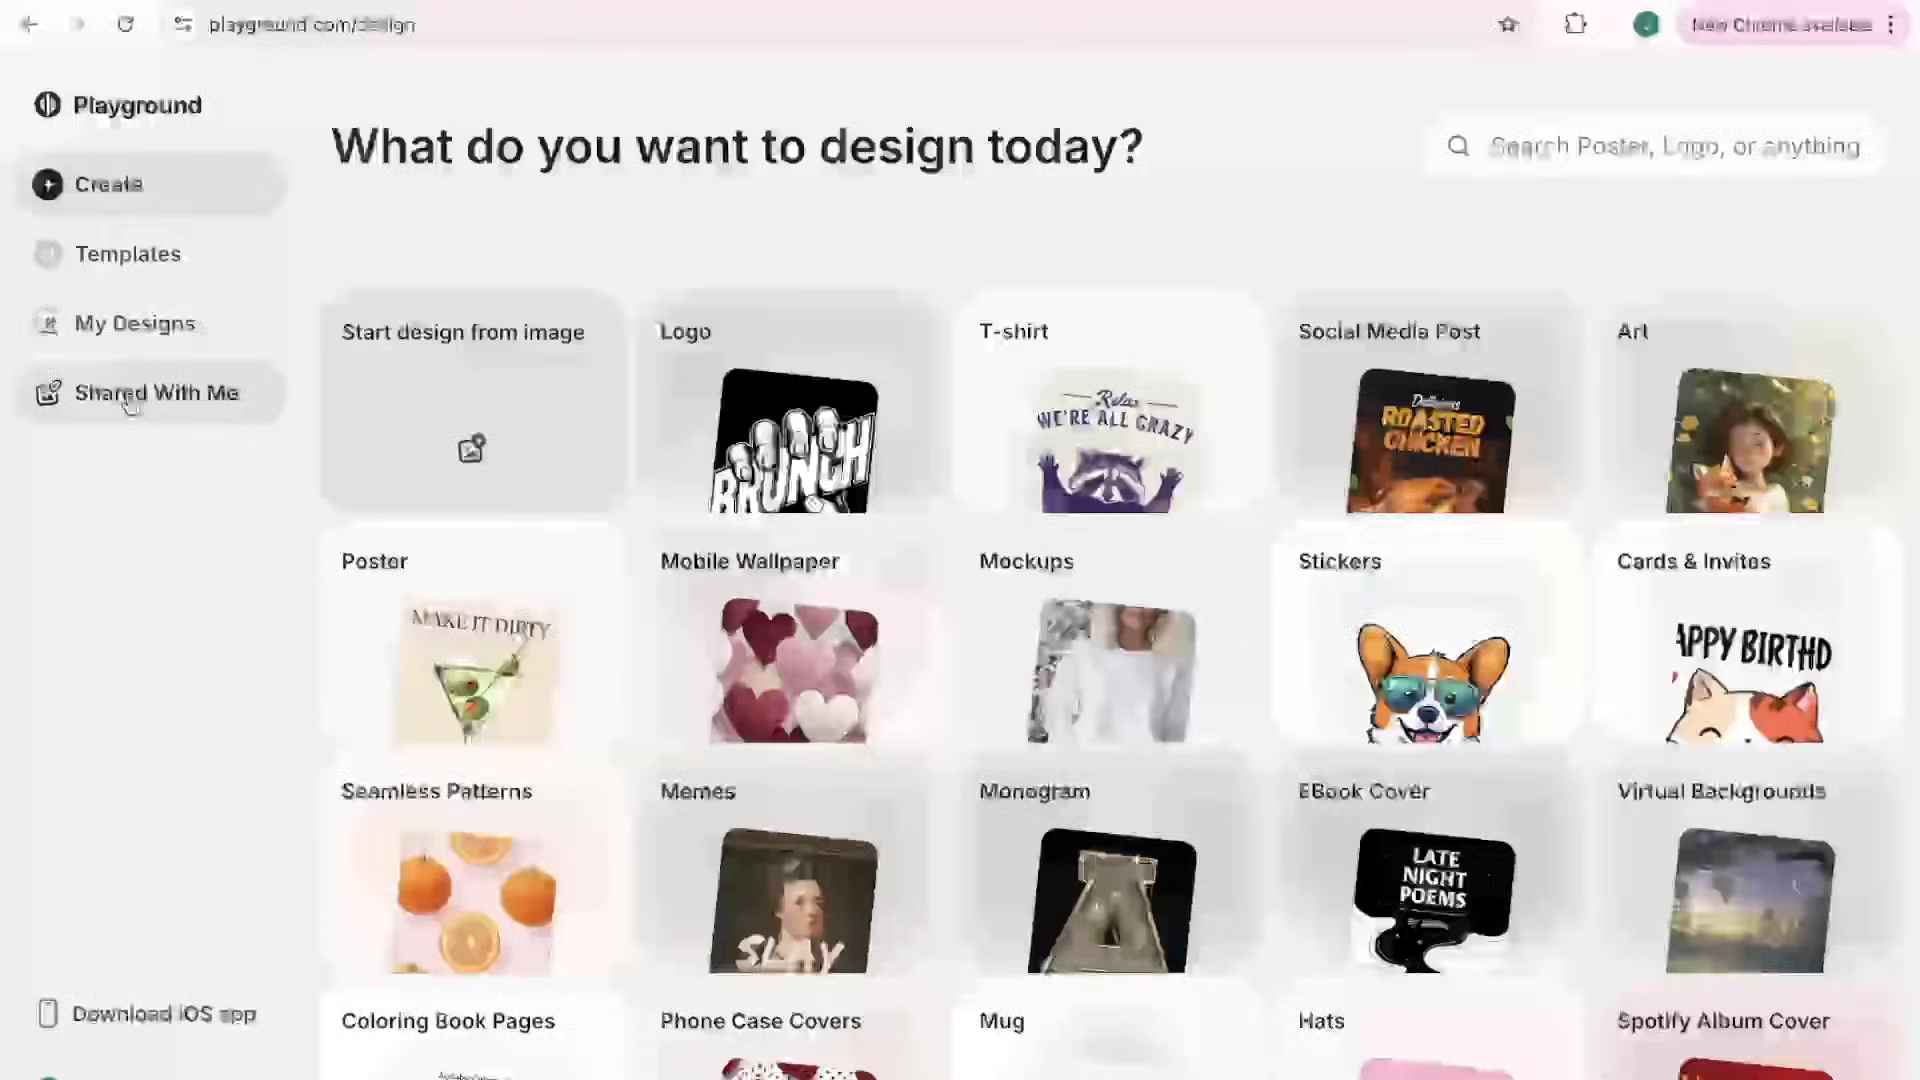 playground.com/design
New Chrome available
Playground
Create
Templates
My Designs
Shared With Me
Download iOS app
What do you want to design today?
Search Poster, Logo, or anything
Start design from image
Logo
BRUNCH
T-shirt
Relax
WE'RE ALL CRAZY
Social Media Post
Delicious
ROASTED
CHICKEN
Art
Poster
MAKE IT DIRTY
Mobile Wallpaper
Mockups
Stickers
Cards & Invites
APPY BIRTHD
Seamless Patterns
Memes
SLAY
Monogram
A
EBook Cover
LATE
NIGHT
POEMS
Virtual Backgrounds
Coloring Book Pages
Phone Case Covers
Mug
Hats
Spotify Album Cover